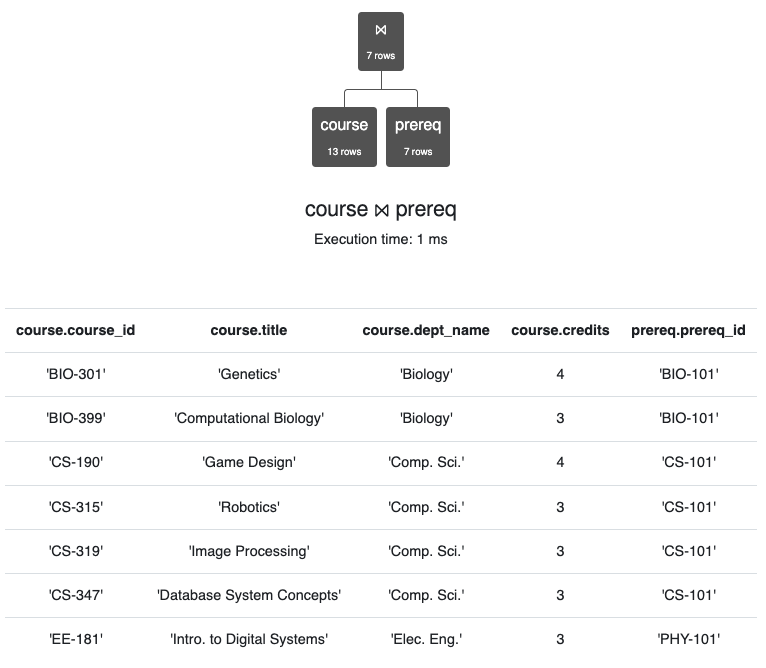 ⋈
7 rows
course prereq
13 rows 7 rows
course ⋈ prereq
Execution time: 1 ms
course.course_id course.title course.dept_name course.credits prereq.prereq_id
'BIO-301' 'Genetics' 'Biology' 4 'BIO-101'
'BIO-399' 'Computational Biology' 'Biology' 3 'BIO-101'
'CS-190' 'Game Design' 'Comp. Sci.' 4 'CS-101'
'CS-315' 'Robotics' 'Comp. Sci.' 3 'CS-101'
'CS-319' 'Image Processing' 'Comp. Sci.' 3 'CS-101'
'CS-347' 'Database System Concepts' 'Comp. Sci.' 3 'CS-101'
'EE-181' 'Intro. to Digital Systems' 'Elec. Eng.' 3 'PHY-101'